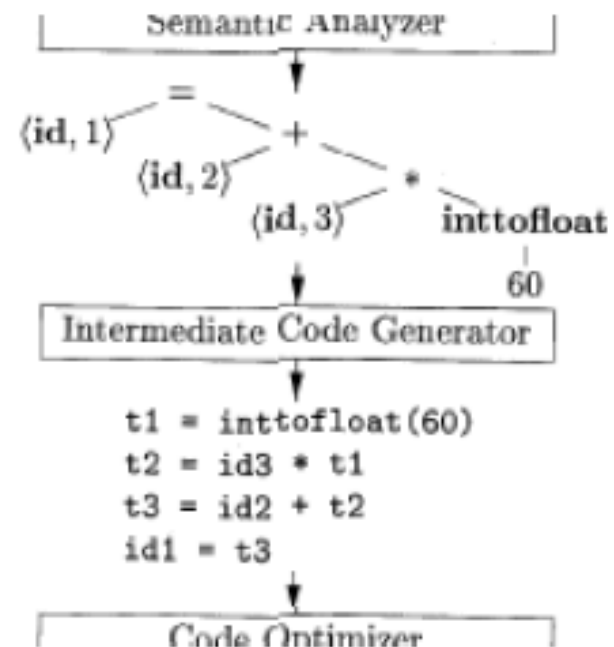 Semantic Analyzer
=
⟨id, 1⟩ +
⟨id, 2⟩ *
⟨id, 3⟩ inttofloat
60
Intermediate Code Generator
t1 = inttofloat(60)
t2 = id3 * t1
t3 = id2 + t2
id1 = t3
Code Optimizer